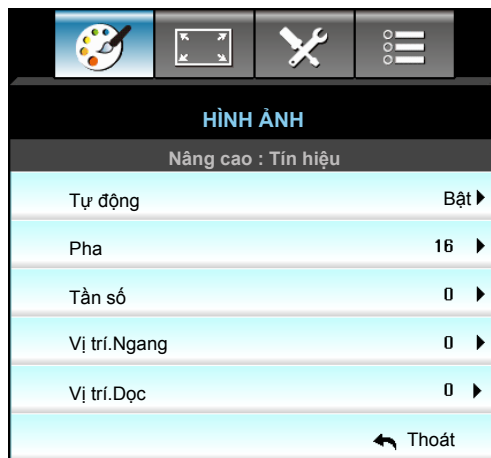 HÌNH ẢNH
Nâng cao : Tín hiệu
Tự động Bật
Pha 16
Tần số 0
Vị trí.Ngang 0
Vị trí.Dọc 0
Thoát